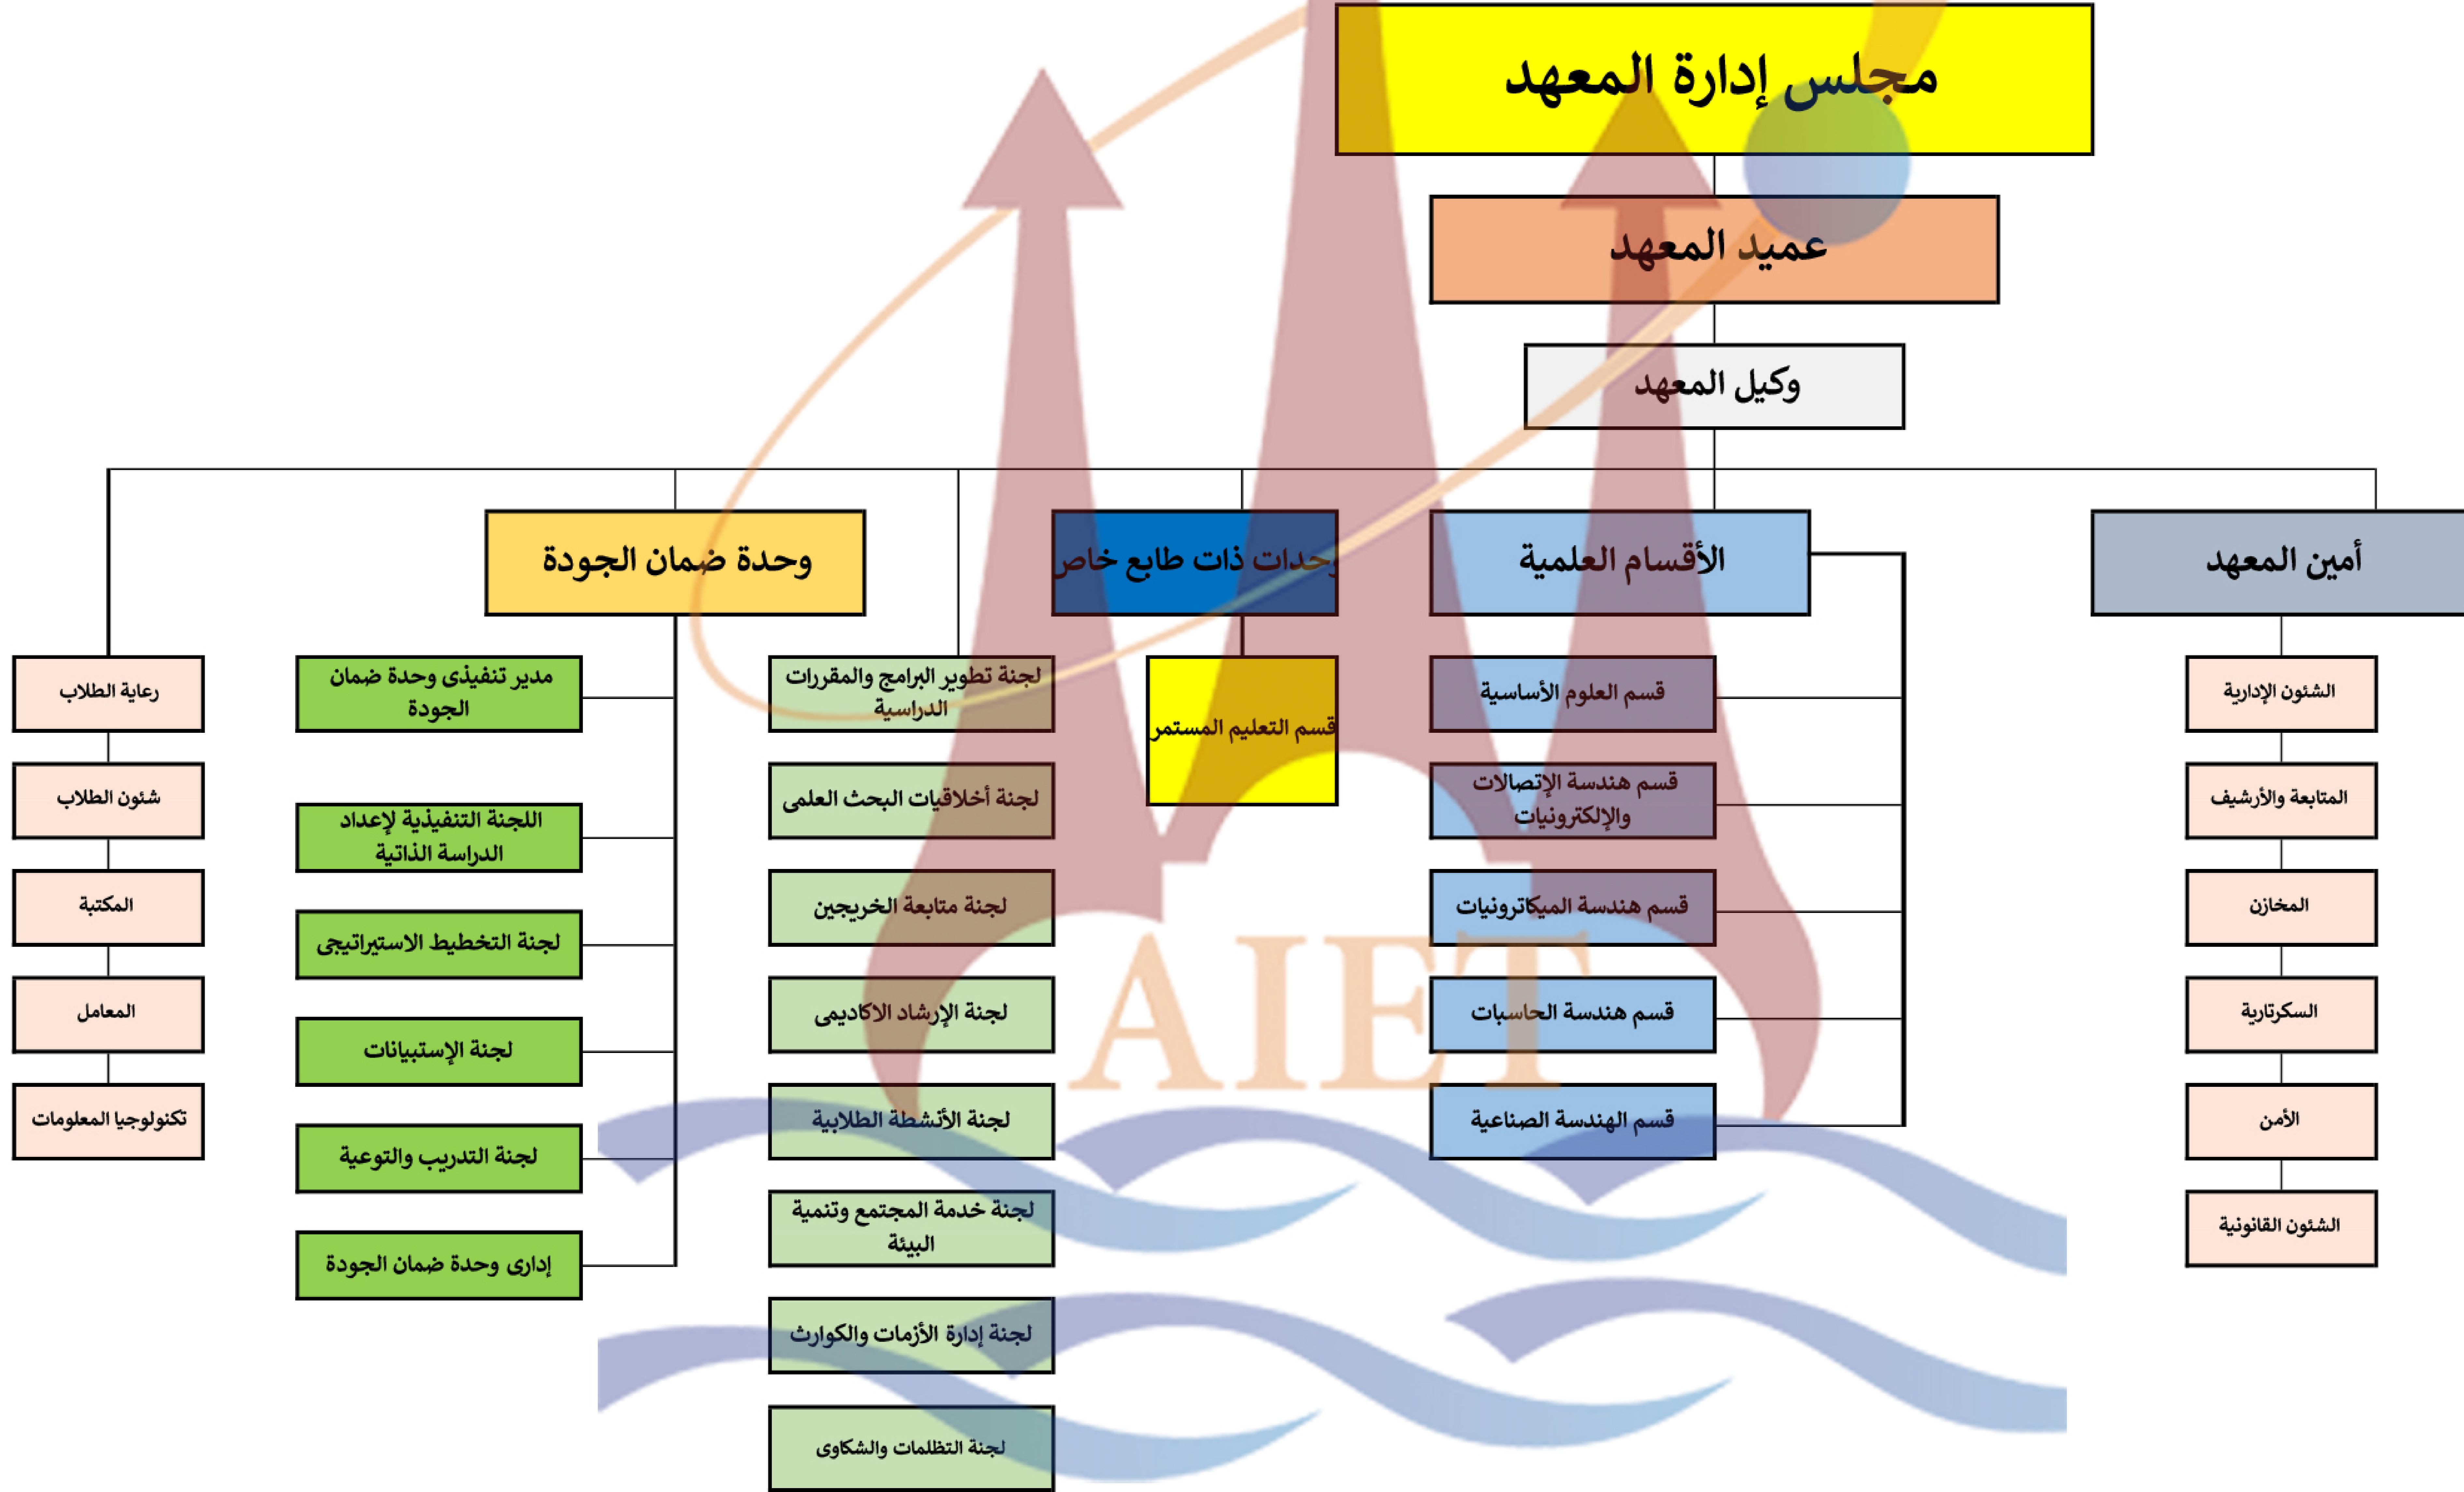 مجلس إدارة المعهد
عميد المعهد
وكيل المعهد
أمين المعهد
الشئون الإدارية
المتابعة والأرشيف
المخازن
السكرتارية
الأمن
الشئون القانونية
الأقسام العلمية
قسم العلوم الأساسية
قسم هندسة الإتصالات
والإلكترونيات
قسم هندسة الميكاترونيات
قسم هندسة الحاسبات
قسم الهندسة الصناعية
وحدات ذات طابع خاص
قسم التعليم المستمر
لجنة تطوير البرامج والمقررات
الدراسية
لجنة أخلاقيات البحث العلمى
لجنة متابعة الخريجين
لجنة الإرشاد الاكاديمى
لجنة الأنشطة الطلابية
لجنة خدمة المجتمع وتنمية
البيئة
لجنة إدارة الأزمات والكوارث
لجنة التظلمات والشكاوى
وحدة ضمان الجودة
مدير تنفيذى وحدة ضمان
الجودة
اللجنة التنفيذية لإعداد
الدراسة الذاتية
لجنة التخطيط الاستيراتيجى
لجنة الإستبيانات
لجنة التدريب والتوعية
إدارى وحدة ضمان الجودة
رعاية الطلاب
شئون الطلاب
المكتبة
المعامل
تكنولوجيا المعلومات
AIET